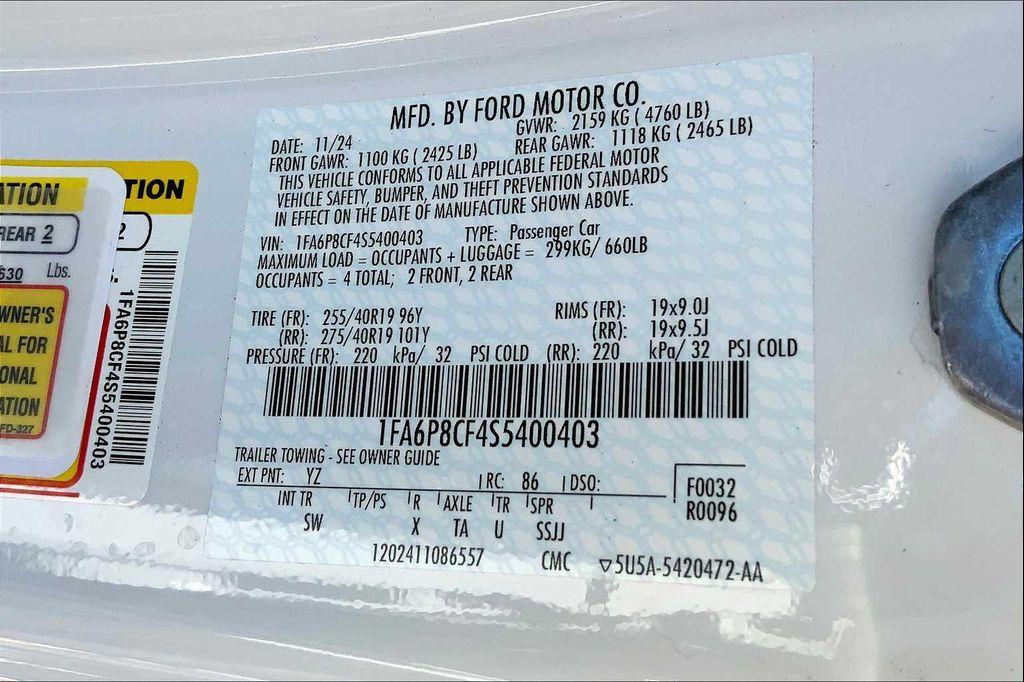 MFD. BY FORD MOTOR CO.
DATE: 11/24 GVWR: 2159 KG ( 4760 LB)
FRONT GAWR: 1100 KG ( 2425 LB) REAR GAWR: 1118 KG ( 2465 LB)
THIS VEHICLE CONFORMS TO ALL APPLICABLE FEDERAL MOTOR
VEHICLE SAFETY, BUMPER, AND THEFT PREVENTION STANDARDS
IN EFFECT ON THE DATE OF MANUFACTURE SHOWN ABOVE.
VIN: 1FA6P8CF4S5400403 TYPE: Passenger Car
MAXIMUM LOAD = OCCUPANTS + LUGGAGE = 299KG/ 660LB
OCCUPANTS = 4 TOTAL; 2 FRONT, 2 REAR
TIRE (FR): 255/40R19 96Y RIMS (FR): 19x9.0J
(RR): 275/40R19 101Y (RR): 19x9.5J
PRESSURE (FR): 220 kPa/ 32 PSI COLD (RR): 220 kPa/ 32 PSI COLD
1FA6P8CF4S5400403
TRAILER TOWING - SEE OWNER GUIDE
EXT PNT: YZ RC: 86 DSO:
F0032
R0096
INT TR TP/PS R AXLE TR SPR
SW X TA U SSJJ
1202411086557 CMC ▽5U5A-5420472-AA
TION
2
1FA6P8CF4S5400403
ATION
REAR 2
630 Lbs.
WNER'S
AL FOR
ONAL
ATION
FD-327